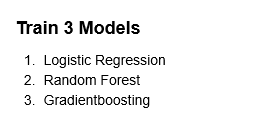 Train 3 Models
1. Logistic Regression
2. Random Forest
3. Gradientboosting